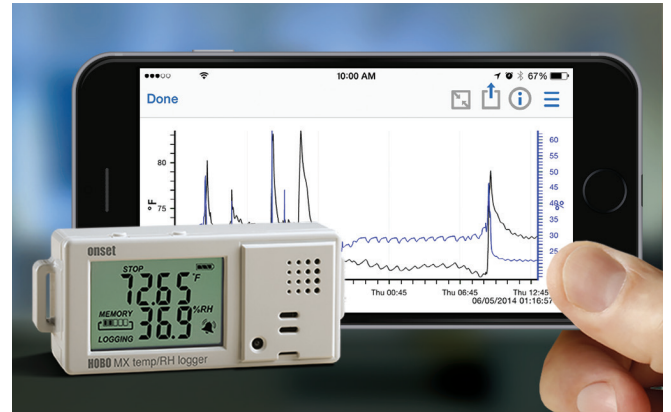 10:00 AM
67%
Done
80
75
°F
60
55
50
45
40
35
30
25
Thu 00:45
Thu 06:45
Thu 12:45
06/05/2014 01:16:57
onset
STOP
72.65 °F
MEMORY
36.9 %RH
LOGGING
HOBO MX temp/RH logger